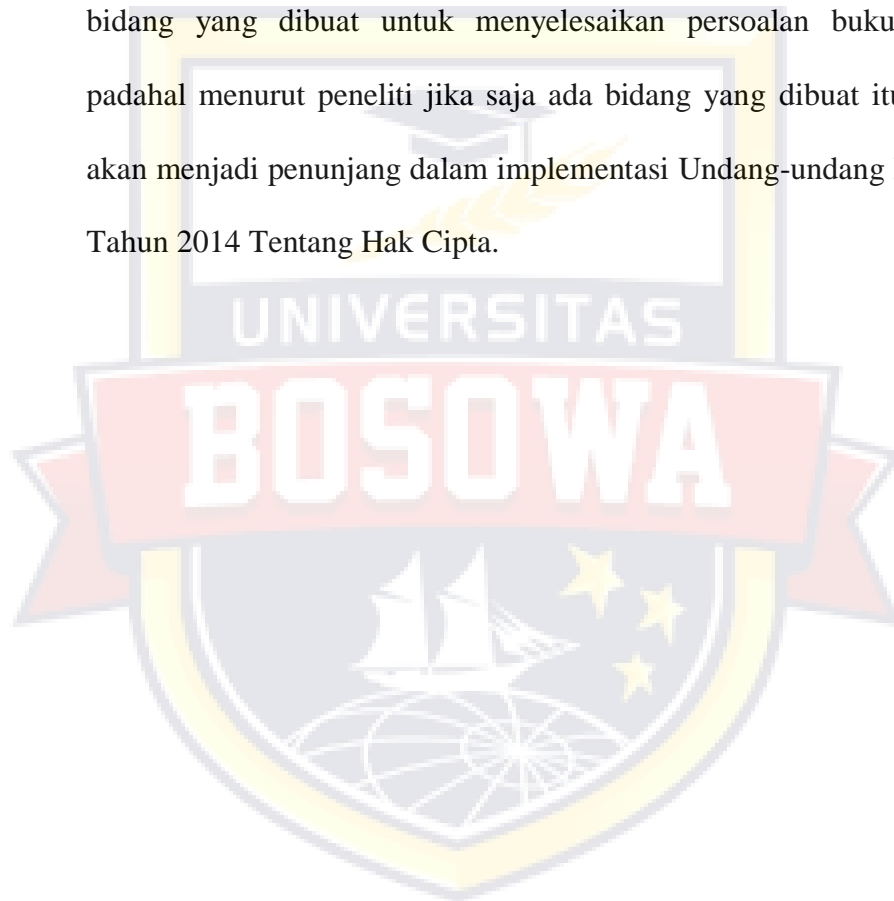 bidang yang dibuat untuk menyelesaikan persoalan buku
padahal menurut peneliti jika saja ada bidang yang dibuat itu
akan menjadi penunjang dalam implementasi Undang-undang
Tahun 2014 Tentang Hak Cipta.
UNIVERSITAS
BOSOWA